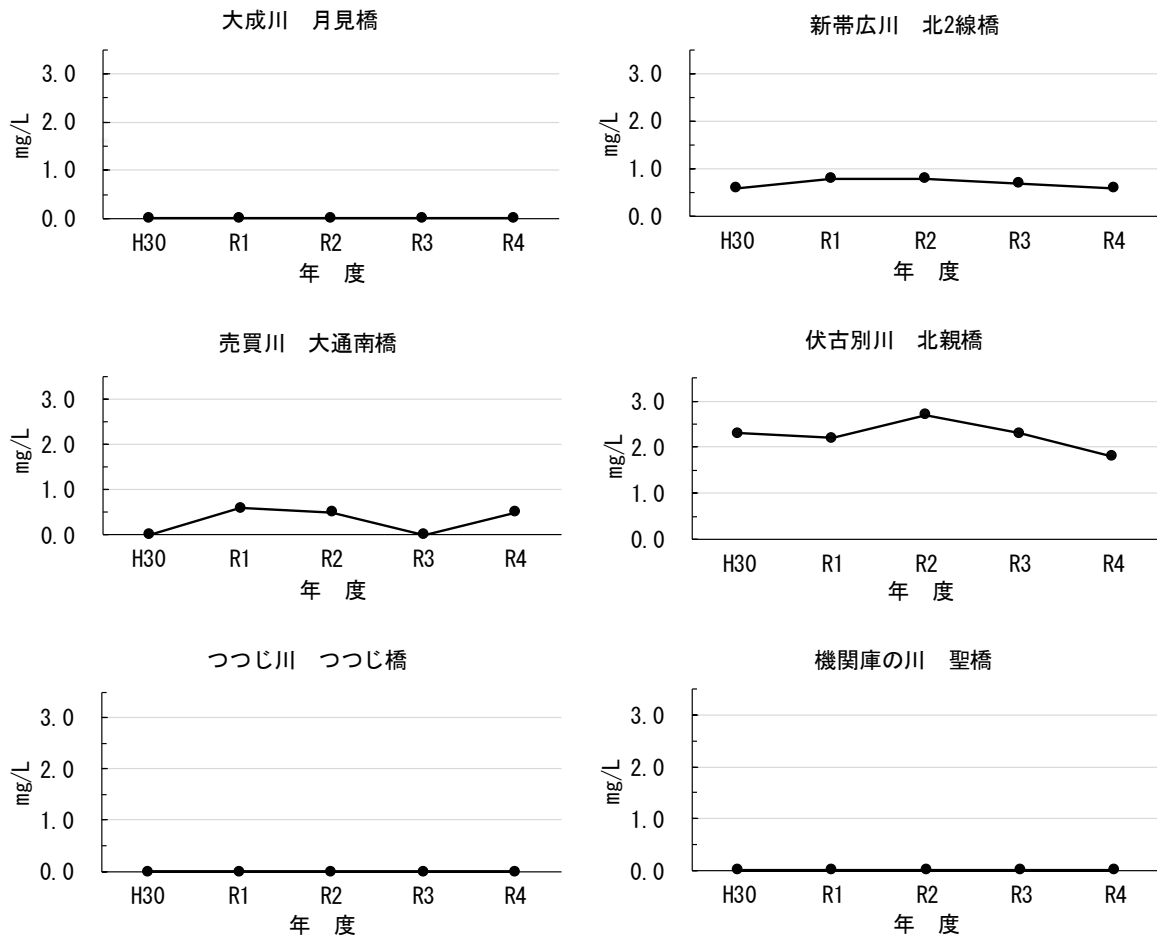 大成川　月見橋
3.0
2.0
1.0
0.0
mg/L
H30 R1 R2 R3 R4
年　度
新帯広川　北2線橋
3.0
2.0
1.0
0.0
mg/L
H30 R1 R2 R3 R4
年　度
売買川　大通南橋
3.0
2.0
1.0
0.0
mg/L
H30 R1 R2 R3 R4
年　度
伏古別川　北親橋
3.0
2.0
1.0
0.0
mg/L
H30 R1 R2 R3 R4
年　度
つつじ川　つつじ橋
3.0
2.0
1.0
0.0
mg/L
H30 R1 R2 R3 R4
年　度
機関庫の川　聖橋
3.0
2.0
1.0
0.0
mg/L
H30 R1 R2 R3 R4
年　度